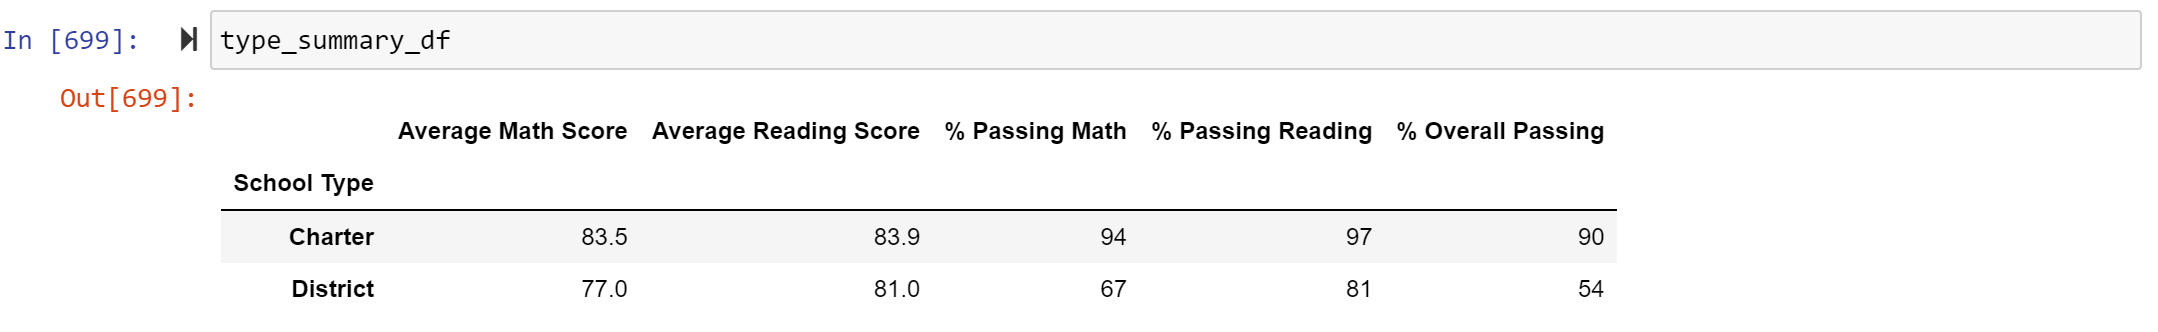 In [699]: type_summary_df
Out[699]:
Average Math Score Average Reading Score % Passing Math % Passing Reading % Overall Passing
School Type
Charter 83.5 83.9 94 97 90
District 77.0 81.0 67 81 54